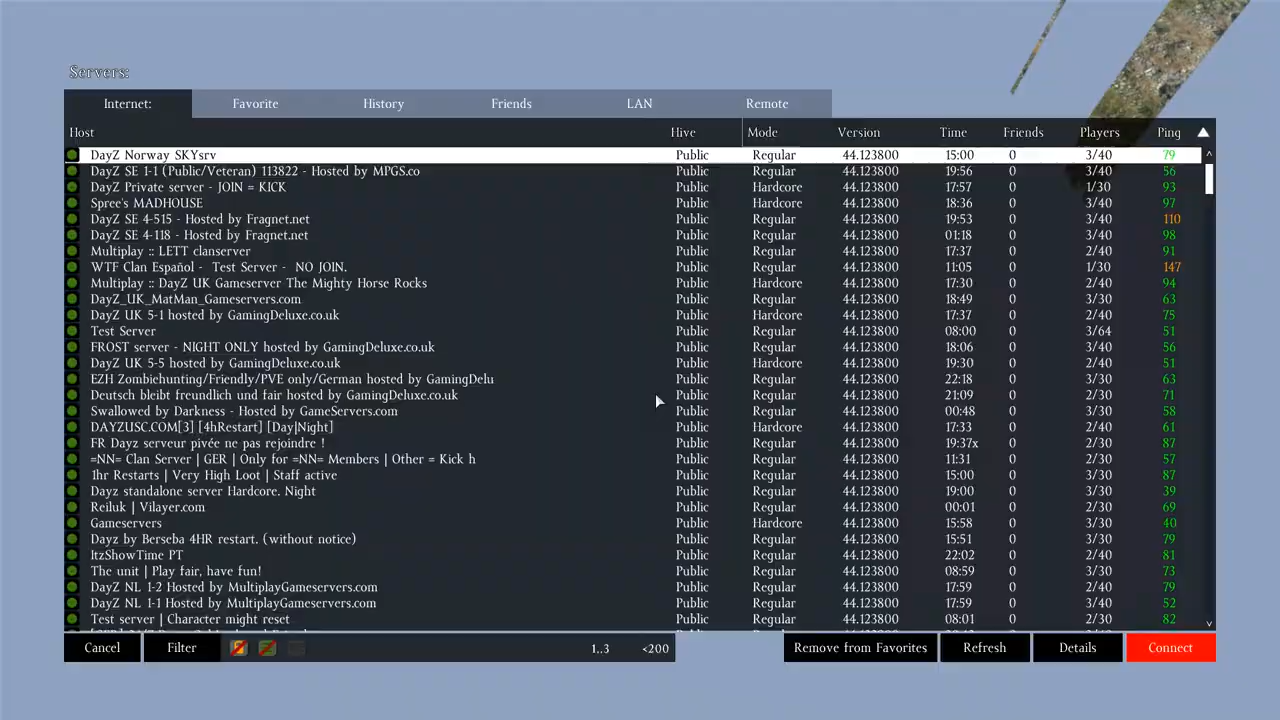 Servers:
Internet: Favorite History Friends LAN Remote
Host Hive Mode Version Time Friends Players Ping
DayZ Norway SKYsrv Public Regular 44.123800 15:00 0 3/40 79
DayZ SE 1-1 (Public/Veteran) 113822 - Hosted by MPGS.co Public Regular 44.123800 19:56 0 3/40 56
DayZ Private server - JOIN = KICK Public Hardcore 44.123800 17:57 0 1/30 93
Spree's MADHOUSE Public Hardcore 44.123800 18:36 0 3/40 97
DayZ SE 4-515 - Hosted by Fragnet.net Public Regular 44.123800 19:53 0 3/40 110
DayZ SE 4-118 - Hosted by Fragnet.net Public Regular 44.123800 01:18 0 3/40 98
Multiplay :: LETT clanserver Public Regular 44.123800 17:37 0 2/40 91
WTF Clan Español - Test Server - NO JOIN. Public Regular 44.123800 11:05 0 1/30 147
Multiplay :: DayZ UK Gameserver The Mighty Horse Rocks Public Hardcore 44.123800 17:30 0 2/40 94
DayZ_UK_MatMan_Gameservers.com Public Regular 44.123800 18:49 0 3/30 63
DayZ UK 5-1 hosted by GamingDeluxe.co.uk Public Hardcore 44.123800 17:37 0 2/40 75
Test Server Public Regular 44.123800 08:00 0 3/64 51
FROST server - NIGHT ONLY hosted by GamingDeluxe.co.uk Public Regular 44.123800 18:06 0 3/30 56
DayZ UK 5-5 hosted by GamingDeluxe.co.uk Public Hardcore 44.123800 19:30 0 2/40 51
EZH Zombiehunting/Friendly/PVE only/German hosted by GamingDelu Public Regular 44.123800 22:18 0 3/30 63
Deutsch bleibt freundlich und fair hosted by GamingDeluxe.co.uk Public Regular 44.123800 21:09 0 2/40 71
Swallowed by Darkness - Hosted by GameServers.com Public Regular 44.123800 00:48 0 3/30 58
DAYZUSC.COM[3] [4hRestart] [Day|Night] Public Hardcore 44.123800 17:33 0 2/40 61
FR Dayz serveur pivée ne pas rejoindre ! Public Regular 44.123800 19:37x 0 2/30 87
=NN= Clan Server | GER | Only for =NN= Members | Other = Kick h Public Regular 44.123800 11:31 0 2/30 57
1hr Restarts | Very High Loot | Staff active Public Regular 44.123800 15:00 0 3/30 87
Dayz standalone server Hardcore. Night Public Regular 44.123800 19:00 0 3/30 39
Reiluk | Vilayer.com Public Regular 44.123800 00:01 0 2/30 69
Gameservers Public Hardcore 44.123800 15:58 0 3/30 40
Dayz by Berseba 4HR restart. (without notice) Public Regular 44.123800 15:51 0 3/30 79
ItzShowTime PT Public Regular 44.123800 22:02 0 2/40 81
The unit | Play fair, have fun! Public Regular 44.123800 08:59 0 3/30 73
DayZ NL 1-2 Hosted by MultiplayGameservers.com Public Regular 44.123800 17:59 0 2/40 79
DayZ NL 1-1 Hosted by MultiplayGameservers.com Public Regular 44.123800 17:59 0 3/40 52
Test server | Character might reset Public Regular 44.123800 08:01 0 2/30 82
Cancel Filter 1..3 <200 Remove from Favorites Refresh Details Connect